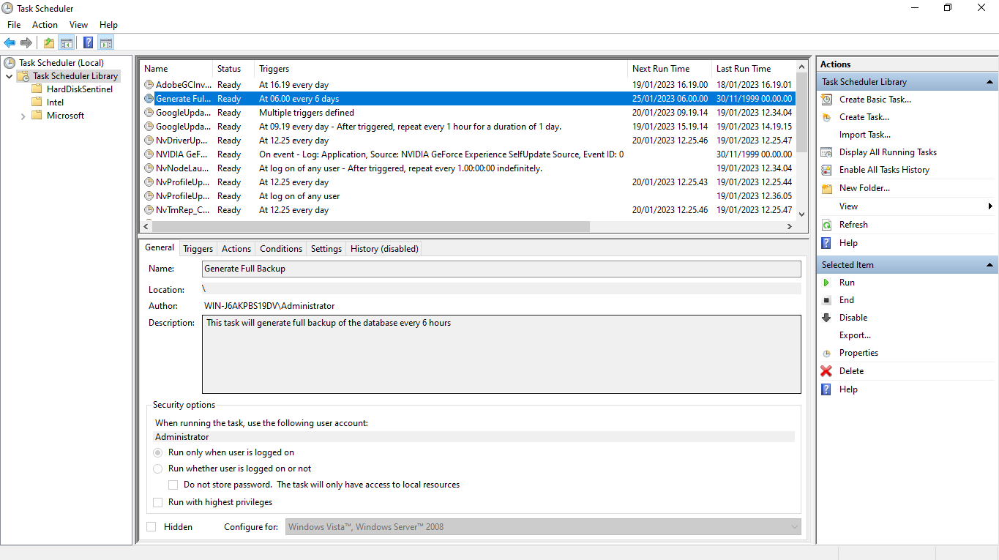 Task Scheduler
File Action View Help
Task Scheduler (Local)
Task Scheduler Library
HardDiskSentinel
Intel
Microsoft
Name Status Triggers Next Run Time Last Run Time
AdobeGCInv... Ready At 16.19 every day 19/01/2023 16.19.00 18/01/2023 16.19.01
Generate Ful... Ready At 06.00 every 6 days 25/01/2023 06.00.00 30/11/1999 00.00.00
GoogleUpda... Ready Multiple triggers defined 20/01/2023 09.19.14 19/01/2023 12.34.04
GoogleUpda... Ready At 09.19 every day - After triggered, repeat every 1 hour for a duration of 1 day. 19/01/2023 15.19.14 19/01/2023 14.19.15
NvDriverUp... Ready At 12.25 every day 20/01/2023 12.25.46 19/01/2023 12.25.47
NVIDIA GeF... Ready On event - Log: Application, Source: NVIDIA GeForce Experience SelfUpdate Source, Event ID: 0 30/11/1999 00.00.00
NvNodeLau... Ready At log on of any user - After triggered, repeat every 1.00:00:00 indefinitely. 19/01/2023 12.34.04
NvProfileUp... Ready At 12.25 every day 20/01/2023 12.25.43 19/01/2023 12.25.44
NvProfileUp... Ready At log on of any user 19/01/2023 12.36.05
NvTmRep_C... Ready At 12.25 every day 20/01/2023 12.25.46 19/01/2023 12.25.47
General Triggers Actions Conditions Settings History (disabled)
Name: Generate Full Backup
Location: \
Author: WIN-J6AKPBS19DV\Administrator
Description: This task will generate full backup of the database every 6 hours
Security options
When running the task, use the following user account:
Administrator
Run only when user is logged on
Run whether user is logged on or not
Do not store password. The task will only have access to local resources
Run with highest privileges
Hidden Configure for: Windows Vista™, Windows Server™ 2008
Actions
Task Scheduler Library
Create Basic Task...
Create Task...
Import Task...
Display All Running Tasks
Enable All Tasks History
New Folder...
View
Refresh
Help
Selected Item
Run
End
Disable
Export...
Properties
Delete
Help